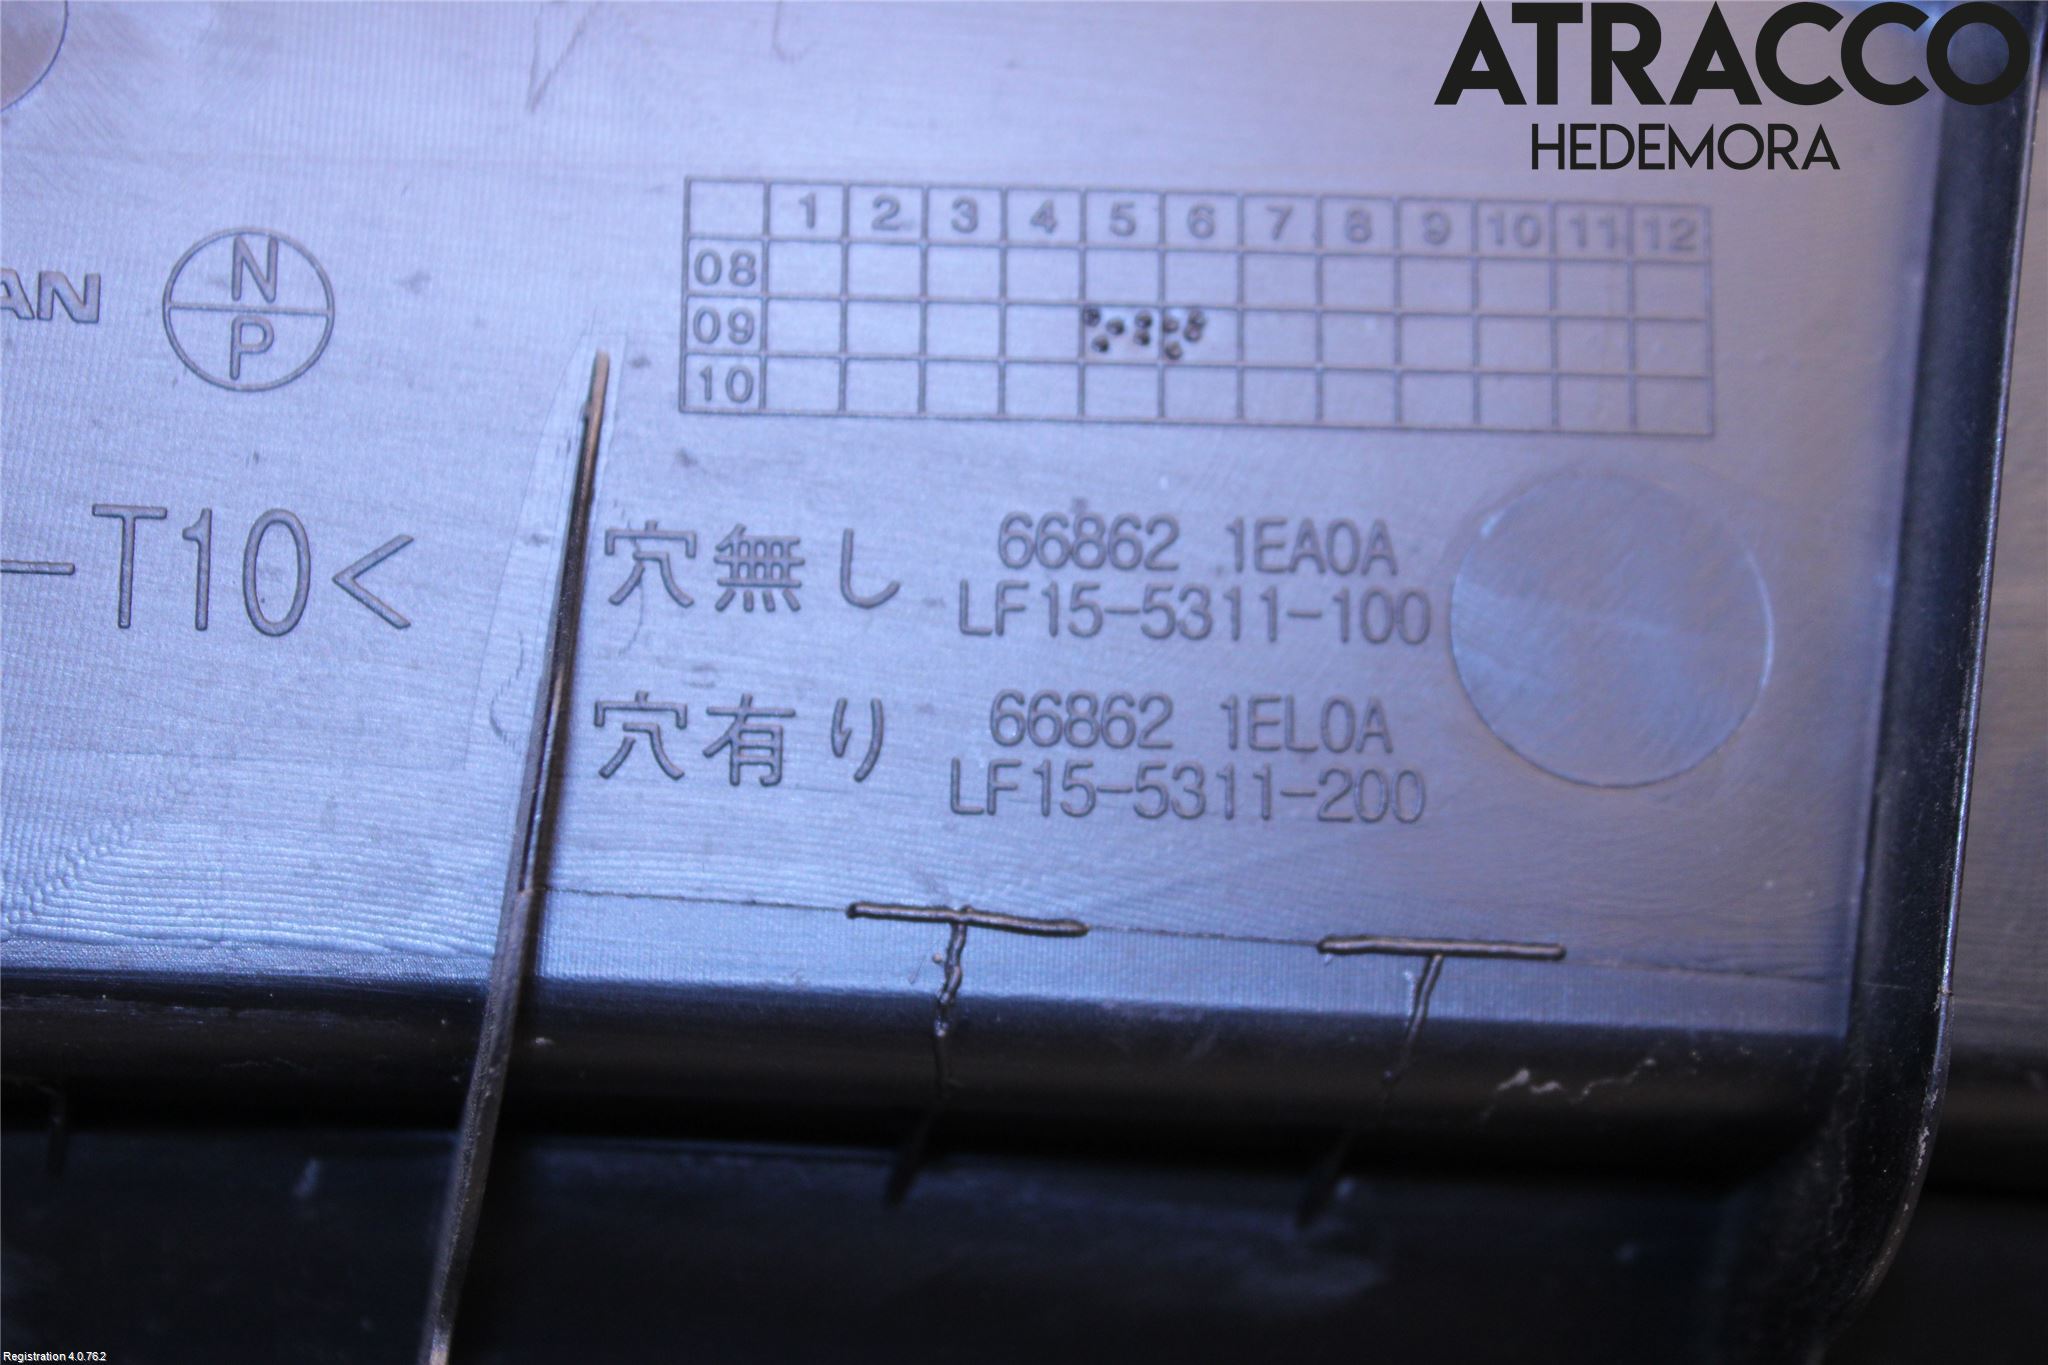 ATRACCO
HEDEMORA
1 2 3 4 5 6 7 8 9 10 11 12
08
09
10
AN
N
P
-T10<
穴無し 66862 1EA0A
LF15-5311-100
穴有り 66862 1EL0A
LF15-5311-200
Registration 4.0.76.2